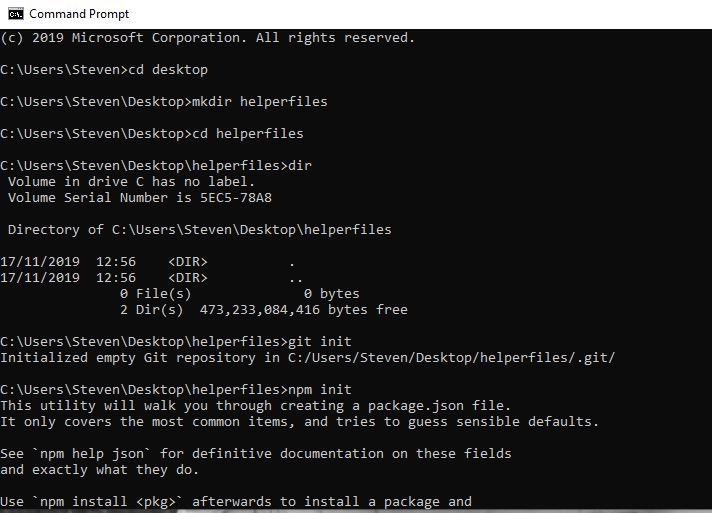 Command Prompt
(c) 2019 Microsoft Corporation. All rights reserved.
C:\Users\Steven>cd desktop
C:\Users\Steven\Desktop>mkdir helperfiles
C:\Users\Steven\Desktop>cd helperfiles
C:\Users\Steven\Desktop\helperfiles>dir
Volume in drive C has no label.
Volume Serial Number is 5EC5-78A8
Directory of C:\Users\Steven\Desktop\helperfiles
17/11/2019  12:56    <DIR>          .
17/11/2019  12:56    <DIR>          ..
0 File(s)              0 bytes
2 Dir(s)  473,233,084,416 bytes free
C:\Users\Steven\Desktop\helperfiles>git init
Initialized empty Git repository in C:/Users/Steven/Desktop/helperfiles/.git/
C:\Users\Steven\Desktop\helperfiles>npm init
This utility will walk you through creating a package.json file.
It only covers the most common items, and tries to guess sensible defaults.
See `npm help json` for definitive documentation on these fields
and exactly what they do.
Use `npm install <pkg>` afterwards to install a package and